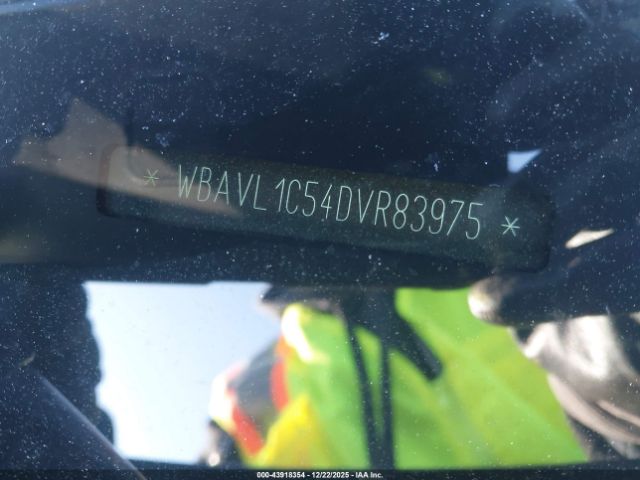 * WBAVL1C54DVR83975 *
000-43918354 - 12/22/2025 - IAA Inc.